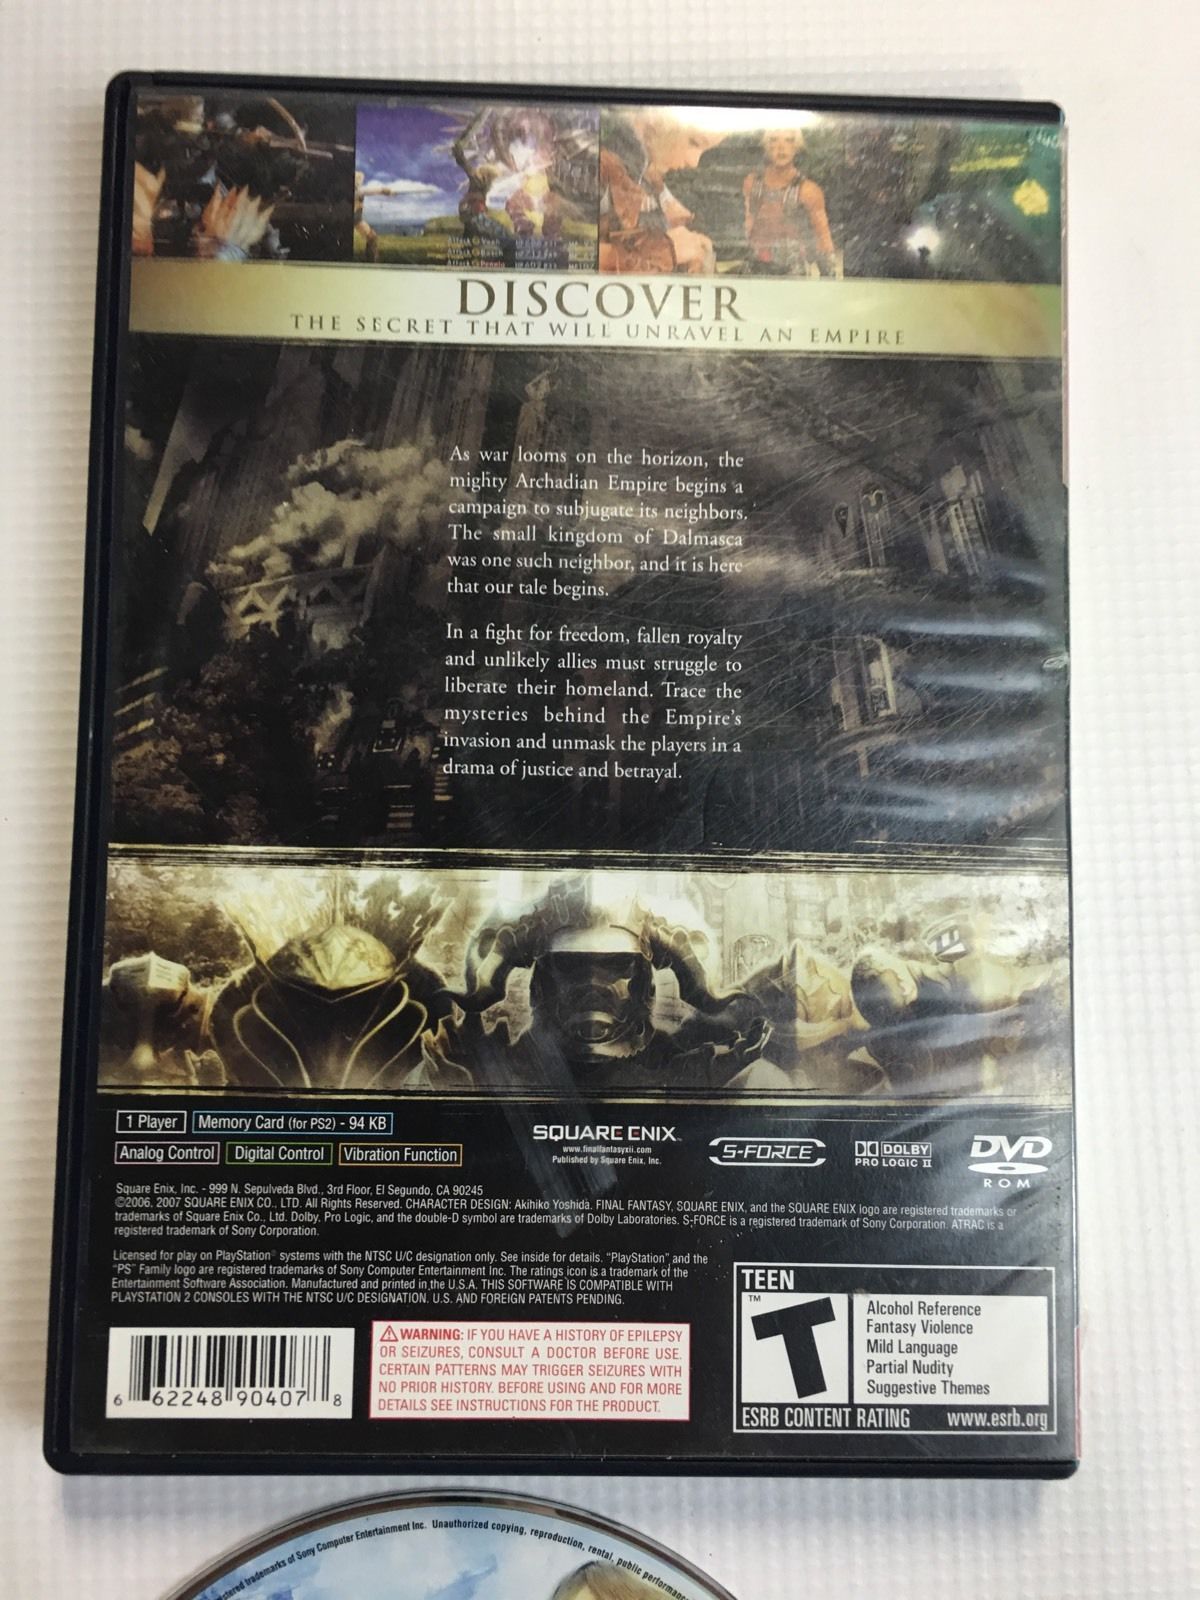 DISCOVER
THE SECRET THAT WILL UNRAVEL AN EMPIRE
As war looms on the horizon, the
mighty Archadian Empire begins a
campaign to subjugate its neighbors.
The small kingdom of Dalmasca
was one such neighbor, and it is here
that our tale begins.
In a fight for freedom, fallen royalty
and unlikely allies must struggle to
liberate their homeland. Trace the
mysteries behind the Empire's
invasion and unmask the players in a
drama of justice and betrayal.
1 Player Memory Card (for PS2) - 94 KB
Analog Control Digital Control Vibration Function
SQUARE ENIX™
www.finalfantasyxii.com
Published by Square Enix, Inc.
S-FORCE
DOLBY
PRO LOGIC II
DVD
ROM
Square Enix, Inc. - 999 N. Sepulveda Blvd., 3rd Floor, El Segundo, CA 90245
©2006, 2007 SQUARE ENIX CO., LTD. All Rights Reserved. CHARACTER DESIGN: Akihiko Yoshida. FINAL FANTASY, SQUARE ENIX, and the SQUARE ENIX logo are registered trademarks or
trademarks of Square Enix Co., Ltd. Dolby, Pro Logic, and the double-D symbol are trademarks of Dolby Laboratories. S-FORCE is a registered trademark of Sony Corporation. ATRAC is a
registered trademark of Sony Corporation.
Licensed for play on PlayStation® systems with the NTSC U/C designation only. See inside for details. "PlayStation" and the
"PS" Family logo are registered trademarks of Sony Computer Entertainment Inc. The ratings icon is a trademark of the
Entertainment Software Association. Manufactured and printed in the U.S.A. THIS SOFTWARE IS COMPATIBLE WITH
PLAYSTATION 2 CONSOLES WITH THE NTSC U/C DESIGNATION. U.S. AND FOREIGN PATENTS PENDING.
6 62248 90407 8
WARNING: IF YOU HAVE A HISTORY OF EPILEPSY
OR SEIZURES, CONSULT A DOCTOR BEFORE USE.
CERTAIN PATTERNS MAY TRIGGER SEIZURES WITH
NO PRIOR HISTORY. BEFORE USING AND FOR MORE
DETAILS SEE INSTRUCTIONS FOR THE PRODUCT.
TEEN
T™
Alcohol Reference
Fantasy Violence
Mild Language
Partial Nudity
Suggestive Themes
ESRB CONTENT RATING www.esrb.org
trademarks of Sony Computer Entertainment Inc. Unauthorized copying, reproduction, rental, public